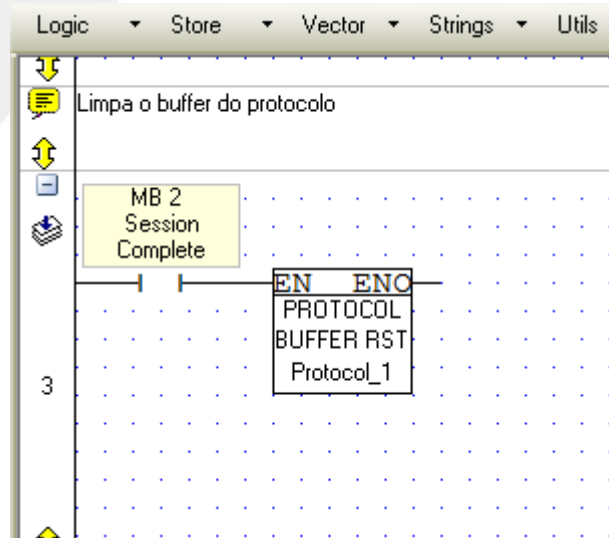 Logic Store Vector Strings Utils
Limpa o buffer do protocolo
MB 2
Session
Complete
EN ENO
PROTOCOL
BUFFER RST
Protocol_1
3